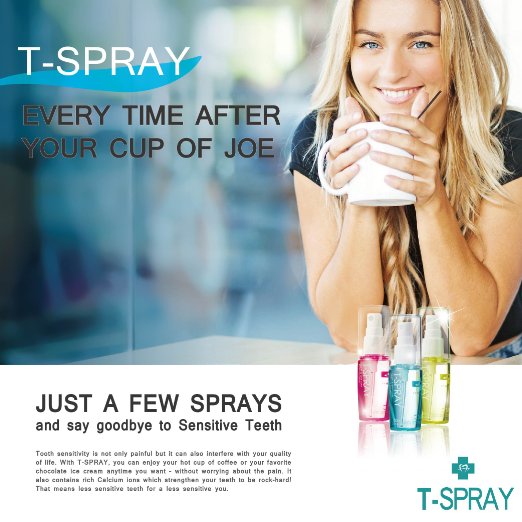 T-SPRAY
EVERY TIME AFTER
YOUR CUP OF JOE
JUST A FEW SPRAYS
and say goodbye to Sensitive Teeth
Tooth sensitivity is not only painful but it can also interfere with your quality
of life. With T-SPRAY, you can enjoy your hot cup of coffee or your favorite
chocolate ice cream anytime you want - without worrying about the pain. It
also contains rich Calcium ions which strengthen your teeth to be rock-hard!
That means less sensitive teeth for a less sensitive you.
T-SPRAY
T-SPRAY